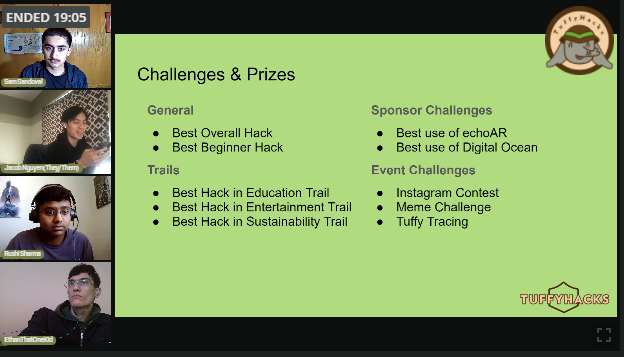 ENDED 19:05
Sam Sandoval
Jacob Nguyen(They/Them)
Rushi Sharma
EthanThatOneKid
TuffyHacks
Challenges & Prizes
General
● Best Overall Hack
● Best Beginner Hack
Trails
● Best Hack in Education Trail
● Best Hack in Entertainment Trail
● Best Hack in Sustainability Trail
Sponsor Challenges
● Best use of echoAR
● Best use of Digital Ocean
Event Challenges
● Instagram Contest
● Meme Challenge
● Tuffy Tracing
TUFFYHACKS